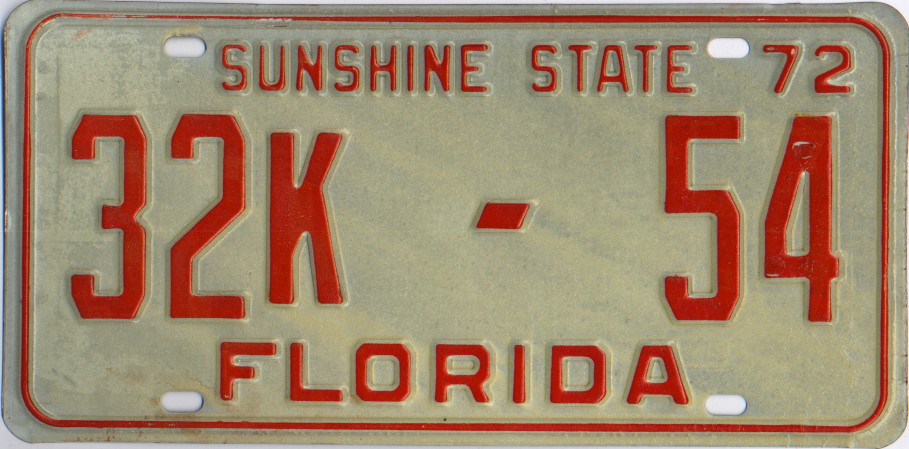 SUNSHINE STATE 72
32K - 54
FLORIDA